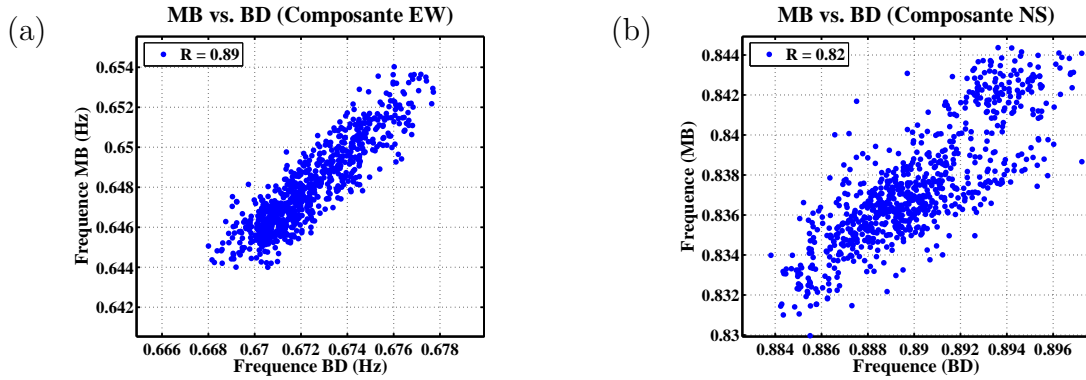 (a)
MB vs. BD (Composante EW)
R = 0.89
Frequence MB (Hz)
0.654
0.652
0.65
0.648
0.646
0.644
0.642
0.666 0.668 0.67 0.672 0.674 0.676 0.678
Frequence BD (Hz)
(b)
MB vs. BD (Composante NS)
R = 0.82
Frequence (MB)
0.844
0.842
0.84
0.838
0.836
0.834
0.832
0.83
0.884 0.886 0.888 0.89 0.892 0.894 0.896
Frequence (BD)